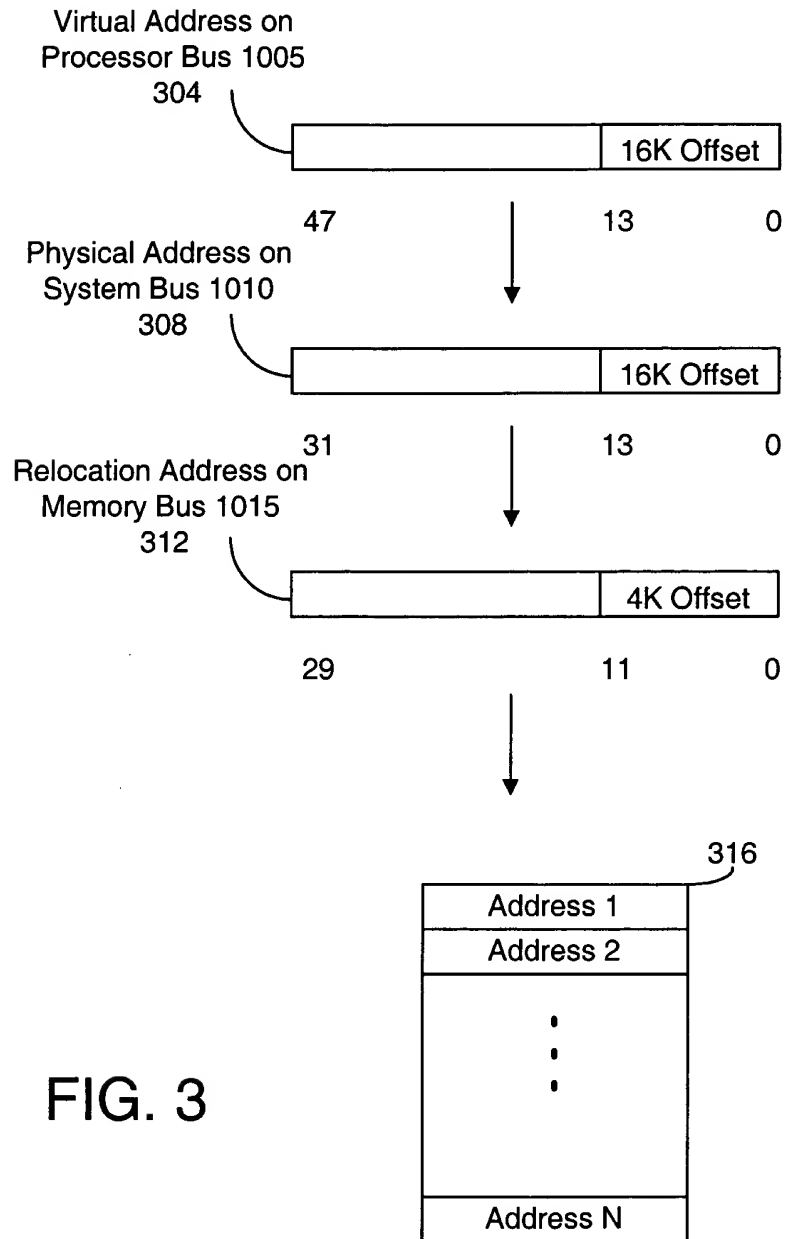 Virtual Address on
Processor Bus 1005
304
16K Offset
47 13 0
Physical Address on
System Bus 1010
308
16K Offset
31 13 0
Relocation Address on
Memory Bus 1015
312
4K Offset
29 11 0
316
Address 1
Address 2
Address N
FIG. 3